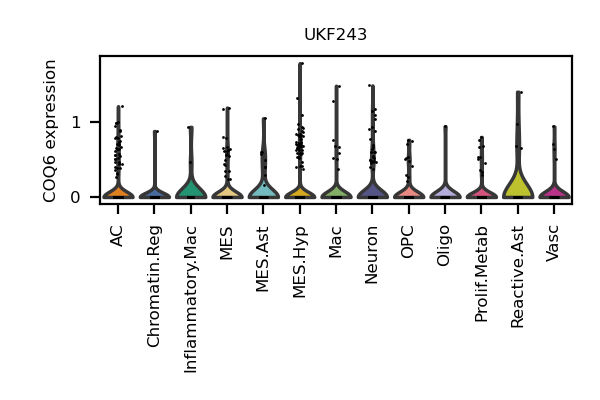 UKF243
COQ6 expression
1
0
AC
Chromatin.Reg
Inflammatory.Mac
MES
MES.Ast
MES.Hyp
Mac
Neuron
OPC
Oligo
Prolif.Metab
Reactive.Ast
Vasc